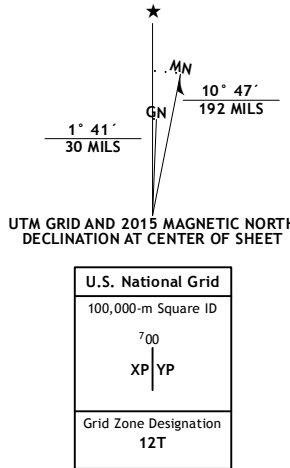 ★
MN
GN
10° 47´
192 MILS
1° 41´
30 MILS
UTM GRID AND 2015 MAGNETIC NORTH
DECLINATION AT CENTER OF SHEET
U.S. National Grid
100,000-m Square ID
⁷00
XP YP
Grid Zone Designation
12T